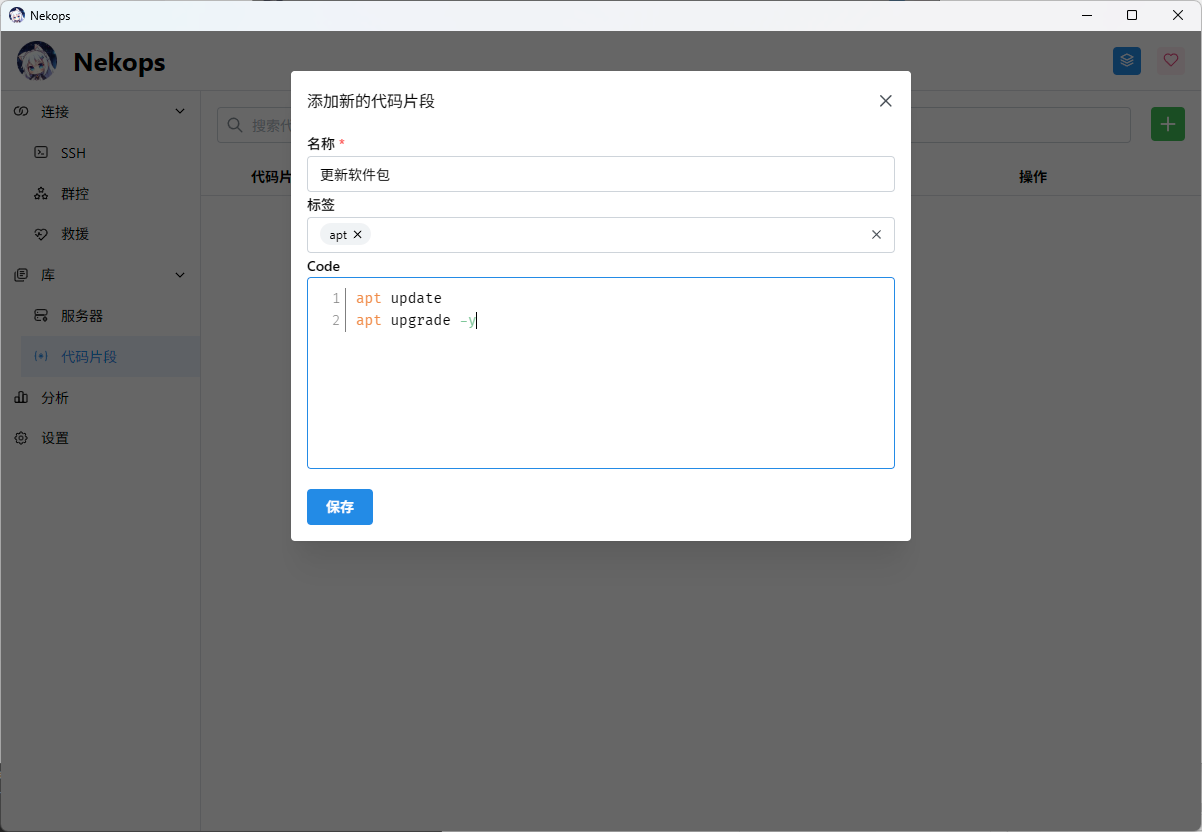 Nekops
Nekops
连接
SSH
群控
救援
库
服务器
代码片段
分析
设置
搜索代
代码片
操作
添加新的代码片段
名称 *
更新软件包
标签
apt
Code
1 apt update
2 apt upgrade -y
保存